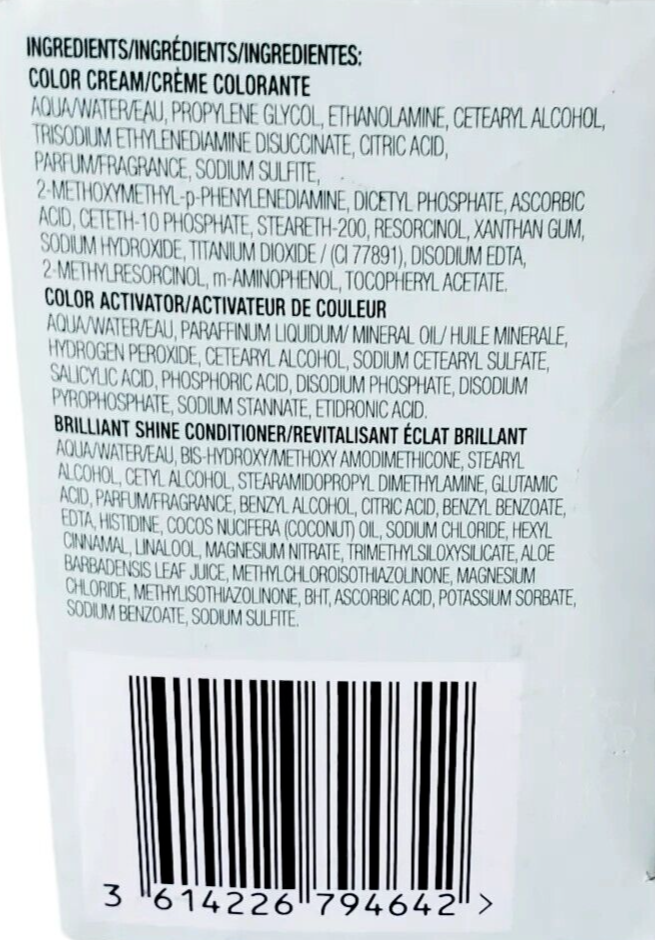 INGREDIENTS/INGRÉDIENTS/INGREDIENTES:
COLOR CREAM/CRÈME COLORANTE
AQUA/WATER/EAU, PROPYLENE GLYCOL, ETHANOLAMINE, CETEARYL ALCOHOL,
TRISODIUM ETHYLENEDIAMINE DISUCCINATE, CITRIC ACID,
PARFUM/FRAGRANCE, SODIUM SULFITE,
2-METHOXYMETHYL-p-PHENYLENEDIAMINE, DICETYL PHOSPHATE, ASCORBIC
ACID, CETETH-10 PHOSPHATE, STEARETH-200, RESORCINOL, XANTHAN GUM,
SODIUM HYDROXIDE, TITANIUM DIOXIDE / (CI 77891), DISODIUM EDTA,
2-METHYLRESORCINOL, m-AMINOPHENOL, TOCOPHERYL ACETATE.
COLOR ACTIVATOR/ACTIVATEUR DE COULEUR
AQUA/WATER/EAU, PARAFFINUM LIQUIDUM/ MINERAL OIL/ HUILE MINERALE,
HYDROGEN PEROXIDE, CETEARYL ALCOHOL, SODIUM CETEARYL SULFATE,
SALICYLIC ACID, PHOSPHORIC ACID, DISODIUM PHOSPHATE, DISODIUM
PYROPHOSPHATE, SODIUM STANNATE, ETIDRONIC ACID.
BRILLIANT SHINE CONDITIONER/REVITALISANT ÉCLAT BRILLANT
AQUA/WATER/EAU, BIS-HYDROXY/METHOXY AMODIMETHICONE, STEARYL
ALCOHOL, CETYL ALCOHOL, STEARAMIDOPROPYL DIMETHYLAMINE, GLUTAMIC
ACID, PARFUM/FRAGRANCE, BENZYL ALCOHOL, CITRIC ACID, BENZYL BENZOATE,
EDTA, HISTIDINE, COCOS NUCIFERA (COCONUT) OIL, SODIUM CHLORIDE, HEXYL
CINNAMAL, LINALOOL, MAGNESIUM NITRATE, TRIMETHYLSILOXYSILICATE, ALOE
BARBADENSIS LEAF JUICE, METHYLCHLOROISOTHIAZOLINONE, MAGNESIUM
CHLORIDE, METHYLISOTHIAZOLINONE, BHT, ASCORBIC ACID, POTASSIUM SORBATE,
SODIUM BENZOATE, SODIUM SULFITE.
3 614226 794642 >